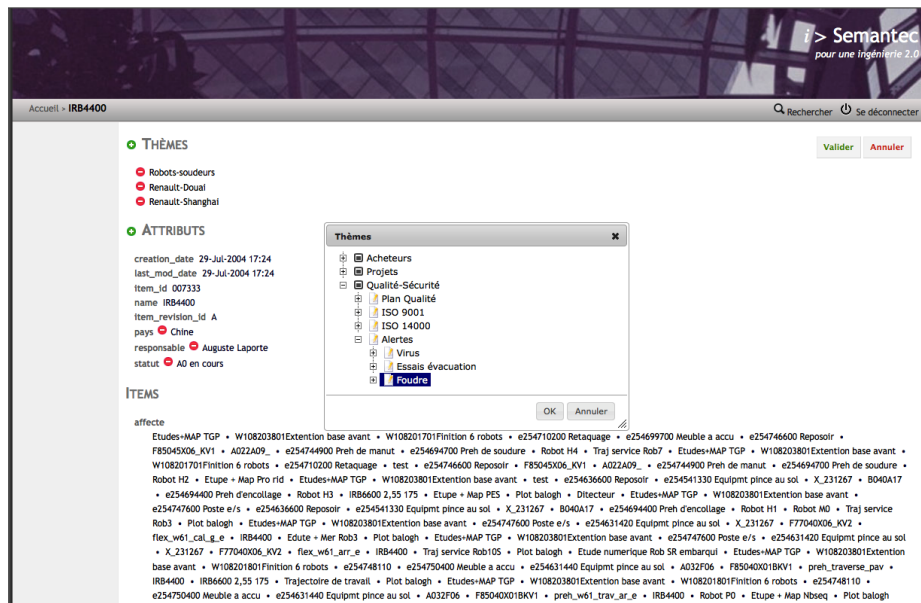 i > Semantec
pour une ingénierie 2.0
Accueil » IRB4400
Rechercher Se déconnecter
THÈMES
Valider Annuler
Robots-soudeurs
Renault-Douai
Renault-Shanghai
ATTRIBUTS
creation_date 29-Jul-2004 17:24
last_mod_date 29-Jul-2004 17:24
item_id 007333
name IRB4400
item_revision_id A
pays Chine
responsable Auguste Laporte
statut A0 en cours
Thèmes
Acheteurs
Projets
Qualité-Sécurité
Plan Qualité
ISO 9001
ISO 14000
Alertes
Virus
Essais évacuation
Foudre
OK Annuler
ITEMS
affecte
Etudes+MAP TGP • W108203801Extention base avant • W108201701Finition 6 robots • e254710200 Retaquage • e254699700 Meuble a accu • e254746600 Reposoir •
F85045X06_KV1 • A022A09_ • e254744900 Preh de manut • e254694700 Preh de soudure • Robot H4 • Traj service Rob7 • Etudes+MAP TGP • W108203801Extention base avant •
W108201701Finition 6 robots • e254710200 Retaquage • test • e254746600 Reposoir • F85045X06_KV1 • A022A09_ • e254744900 Preh de manut • e254694700 Preh de soudure •
Robot H2 • Etupe + Map Pro rid • Etudes+MAP TGP • W108203801Extention base avant • test • e254636600 Reposoir • e254541330 Equipmt pince au sol • X_231267 • B040A17
• e254694400 Preh d'encollage • Robot H3 • IRB6600 2,55 175 • Etupe + Map PES • Plot balogh • Ditecteur • Etudes+MAP TGP • W108203801Extention base avant •
e254747600 Poste e/s • e254636600 Reposoir • e254541330 Equipmt pince au sol • X_231267 • B040A17 • e254694400 Preh d'encollage • Robot H1 • Robot M0 • Traj service
Rob3 • Plot balogh • Etudes+MAP TGP • W108203801Extention base avant • e254747600 Poste e/s • e254631420 Equipmt pince au sol • X_231267 • F77040X06_KV2 •
flex_w61_cal_g_e • IRB4400 • Edute + Mer Rob3 • Plot balogh • Etudes+MAP TGP • W108203801Extention base avant • e254747600 Poste e/s • e254631420 Equipmt pince au sol
• X_231267 • F77040X06_KV2 • flex_w61_arr_e • IRB4400 • Traj service Rob10S • Plot balogh • Etude numerique Rob SR embarqui • Etudes+MAP TGP • W108203801Extention
base avant • W108201801Finition 6 robots • e254748110 • e254750400 Meuble a accu • e254631440 Equipmt pince au sol • A032F06 • F85040X01BKV1 • preh_traverse_pav •
IRB4400 • IRB6600 2,55 175 • Trajectoire de travail • Plot balogh • Etudes+MAP TGP • W108203801Extention base avant • W108201801Finition 6 robots • e254748110 •
e254750400 Meuble a accu • e254631440 Equipmt pince au sol • A032F06 • F85040X01BKV1 • preh_w61_trav_ar_e • IRB4400 • Robot P0 • Etupe + Map Nbseq • Plot balogh